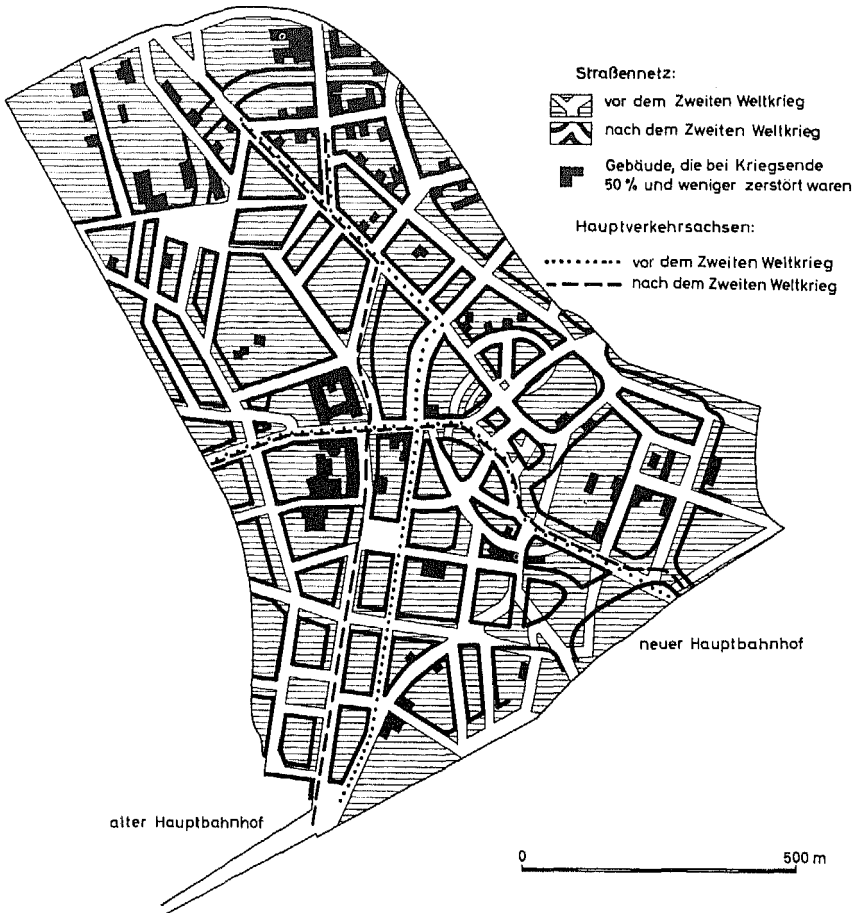 Straßennetz:
vor dem Zweiten Weltkrieg
nach dem Zweiten Weltkrieg
Gebäude, die bei Kriegsende
50 % und weniger zerstört waren
Hauptverkehrsachsen:
vor dem Zweiten Weltkrieg
nach dem Zweiten Weltkrieg
neuer Hauptbahnhof
alter Hauptbahnhof
0 500 m